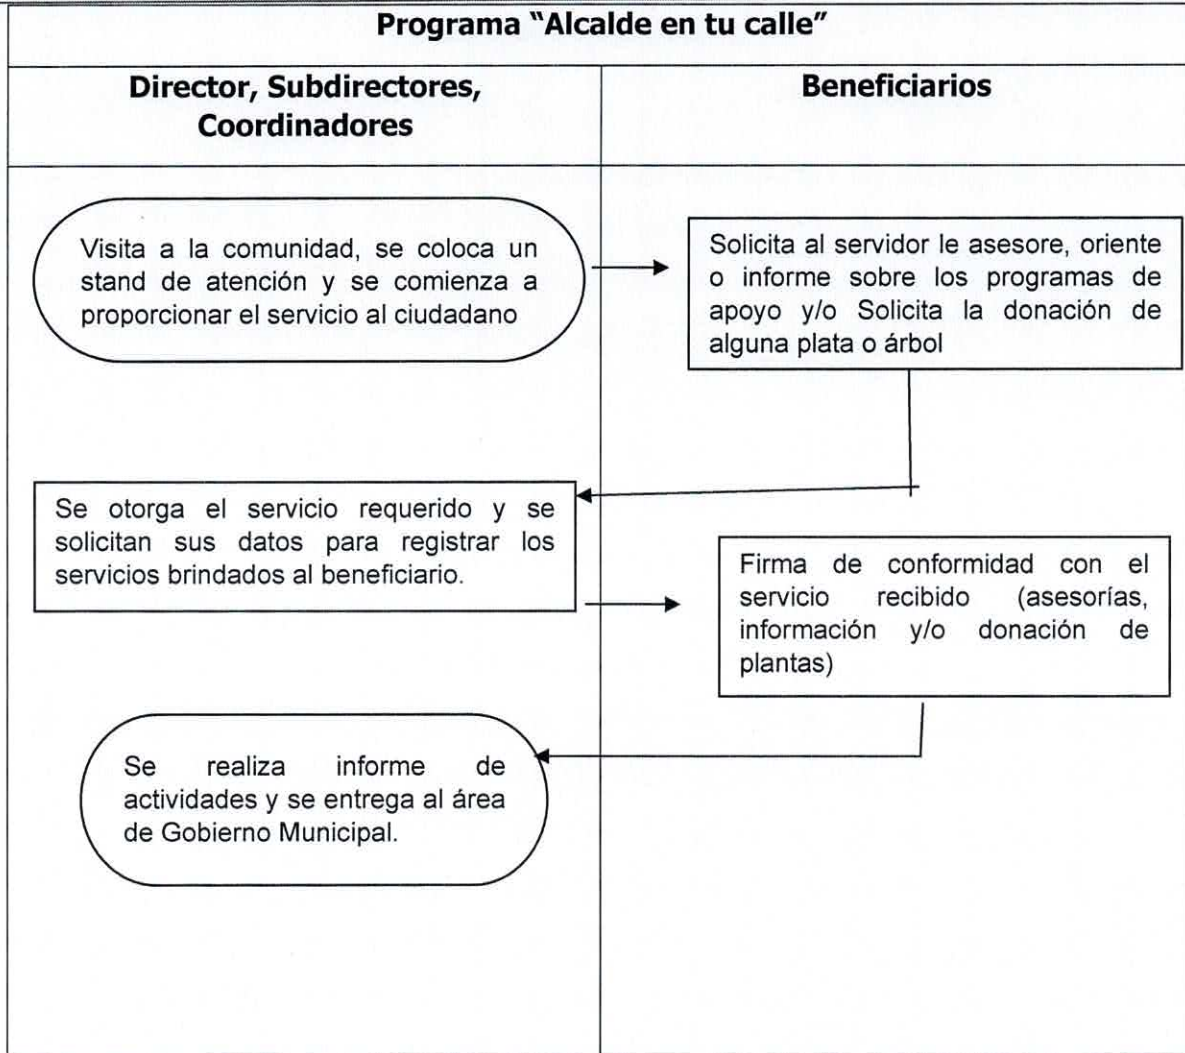 Programa “Alcalde en tu calle”
Director, Subdirectores,
Coordinadores
Beneficiarios
Visita a la comunidad, se coloca un
stand de atención y se comienza a
proporcionar el servicio al ciudadano
Solicita al servidor le asesore, oriente
o informe sobre los programas de
apoyo y/o Solicita la donación de
alguna plata o árbol
Se otorga el servicio requerido y se
solicitan sus datos para registrar los
servicios brindados al beneficiario.
Firma de conformidad con el
servicio recibido (asesorías,
información y/o donación de
plantas)
Se realiza informe de
actividades y se entrega al área
de Gobierno Municipal.